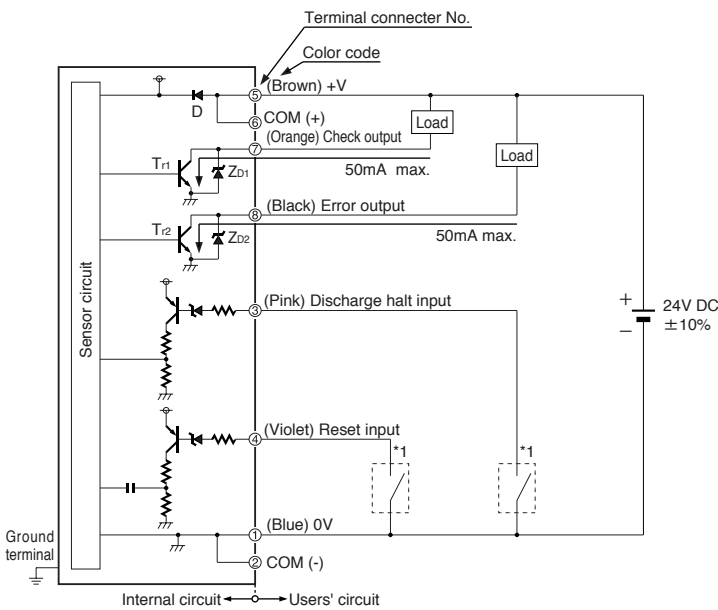 Terminal connecter No.
Color code
⑤ (Brown) +V
D
⑥ COM (+)
(Orange) Check output
⑦
Load
Tr1
ZD1
50mA max.
Load
⑧ (Black) Error output
Tr2
ZD2
50mA max.
Sensor circuit
③ (Pink) Discharge halt input
+
24V DC
−
±10%
④ (Violet) Reset input
*1
*1
① (Blue) 0V
Ground
terminal
② COM (-)
Internal circuit
Users' circuit